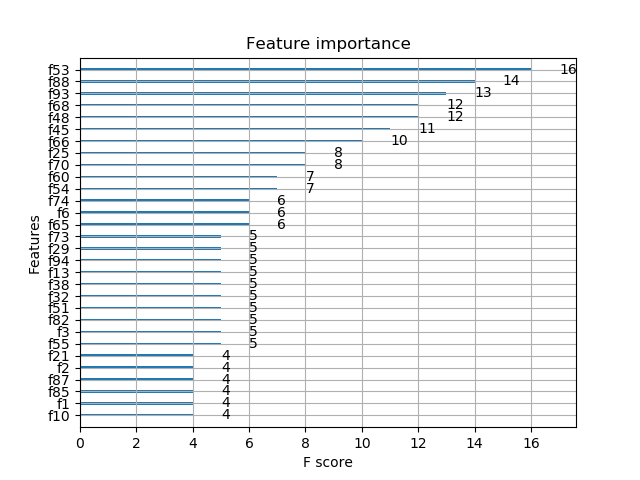 Feature importance
Features
f53 16
f88 14
f93 13
f68 12
f48 12
f45 11
f66 10
f25 8
f70 8
f60 7
f54 7
f74 6
f6 6
f65 6
f73 5
f29 5
f94 5
f13 5
f38 5
f32 5
f51 5
f82 5
f3 5
f55 5
f21 4
f2 4
f87 4
f85 4
f1 4
f10 4
0 2 4 6 8 10 12 14 16
F score